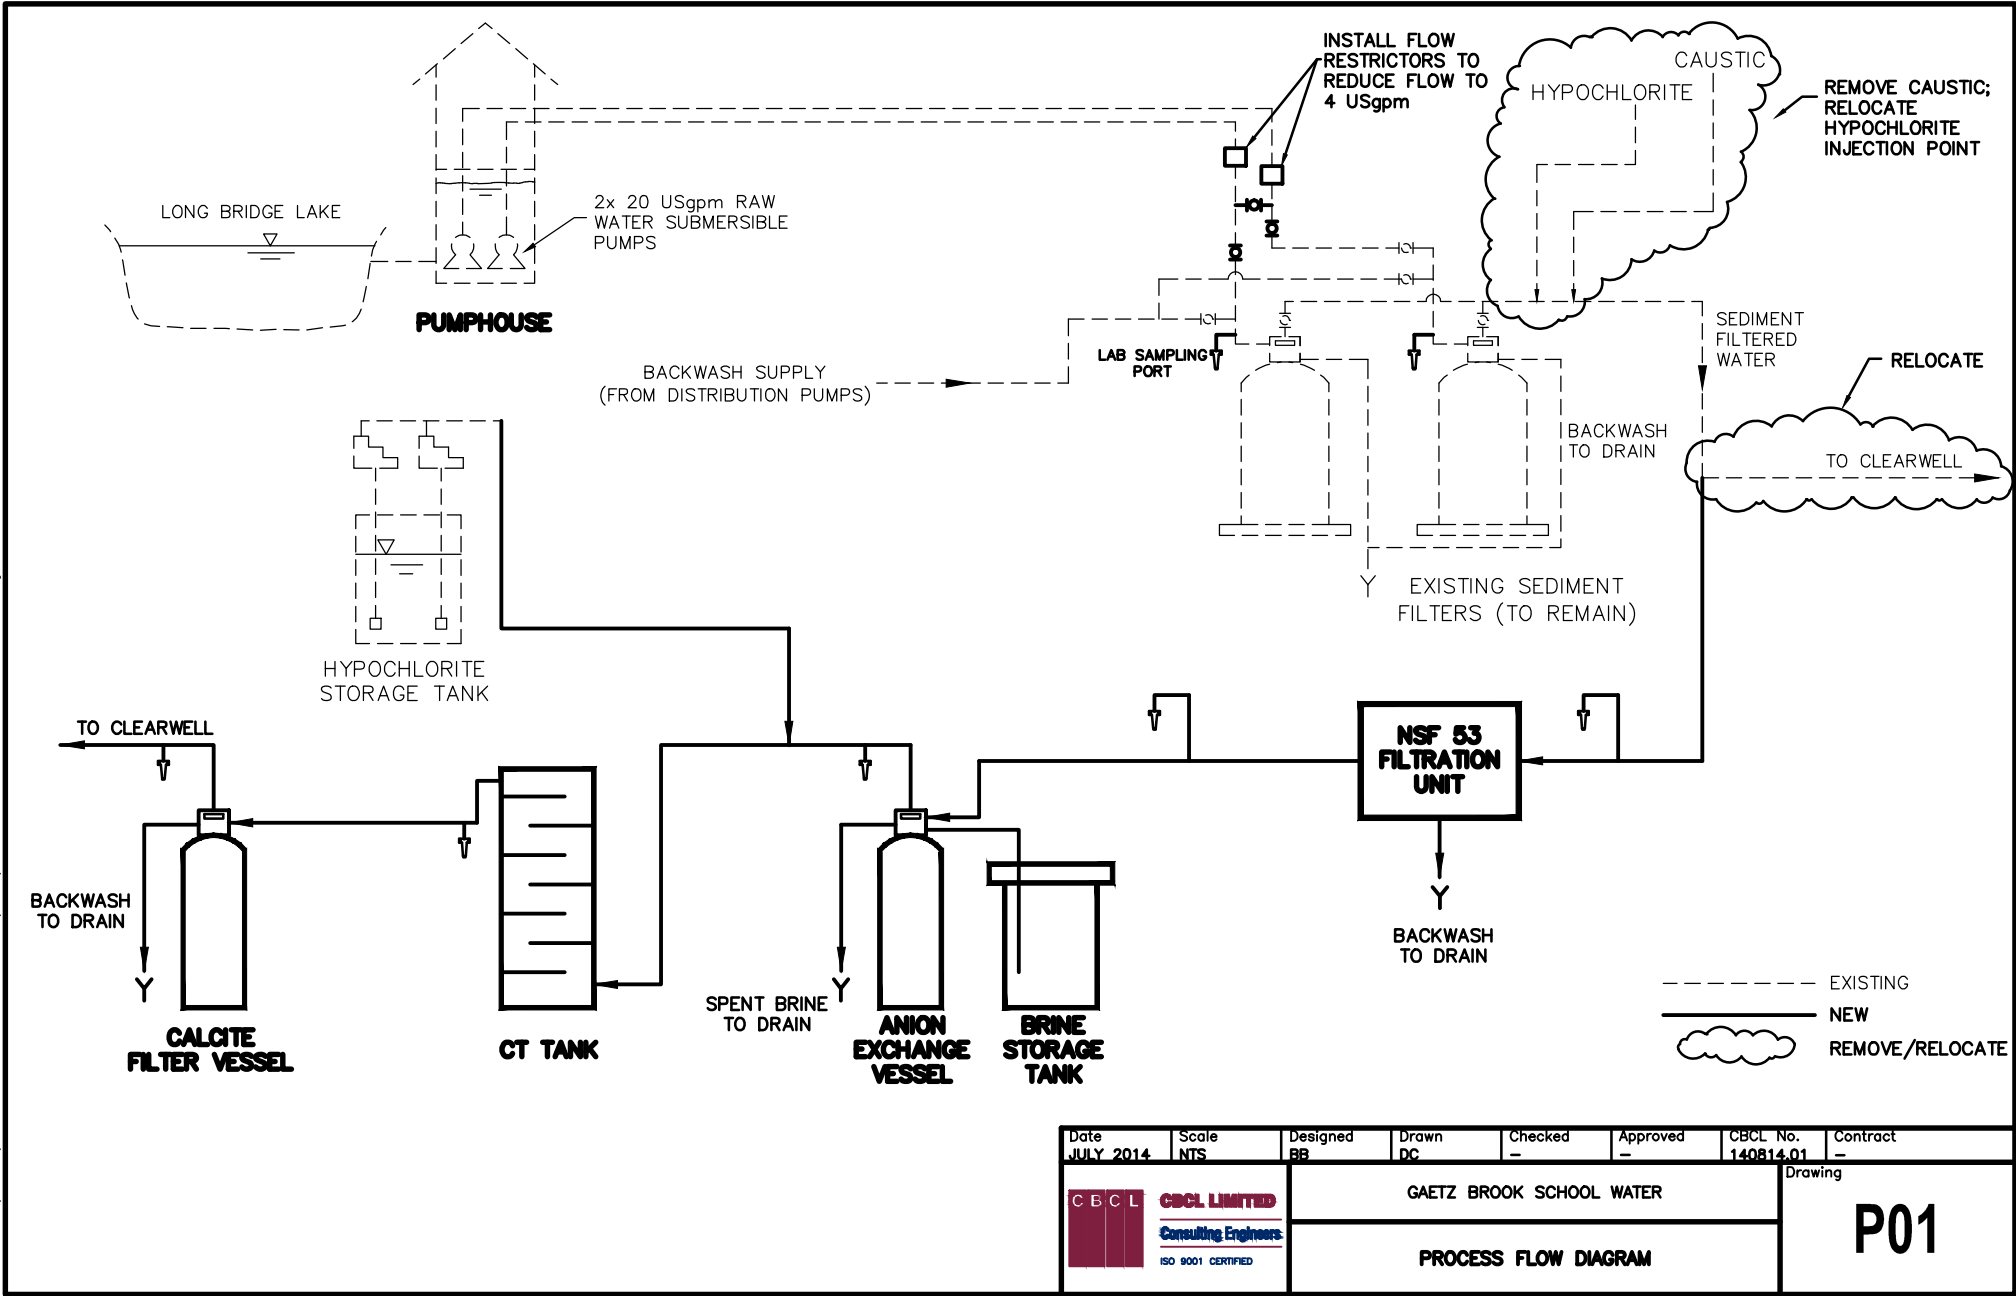 INSTALL FLOW
RESTRICTORS TO
REDUCE FLOW TO
4 USgpm
CAUSTIC
HYPOCHLORITE
REMOVE CAUSTIC;
RELOCATE
HYPOCHLORITE
INJECTION POINT
LONG BRIDGE LAKE
2x 20 USgpm RAW
WATER SUBMERSIBLE
PUMPS
PUMPHOUSE
SEDIMENT
FILTERED
WATER
LAB SAMPLING
PORT
RELOCATE
BACKWASH SUPPLY
(FROM DISTRIBUTION PUMPS)
BACKWASH
TO DRAIN
TO CLEARWELL
EXISTING SEDIMENT
FILTERS (TO REMAIN)
HYPOCHLORITE
STORAGE TANK
TO CLEARWELL
NSF 53
FILTRATION
UNIT
BACKWASH
TO DRAIN
BACKWASH
TO DRAIN
SPENT BRINE
TO DRAIN
CALCITE
FILTER VESSEL
CT TANK
ANION
EXCHANGE
VESSEL
BRINE
STORAGE
TANK
EXISTING
NEW
REMOVE/RELOCATE
Date
JULY 2014
Scale
NTS
Designed
BB
Drawn
DC
Checked
–
Approved
–
CBCL No.
140814.01
Contract
–
CBCL
CBCL LIMITED
Consulting Engineers
ISO 9001 CERTIFIED
GAETZ BROOK SCHOOL WATER
PROCESS FLOW DIAGRAM
Drawing
P01